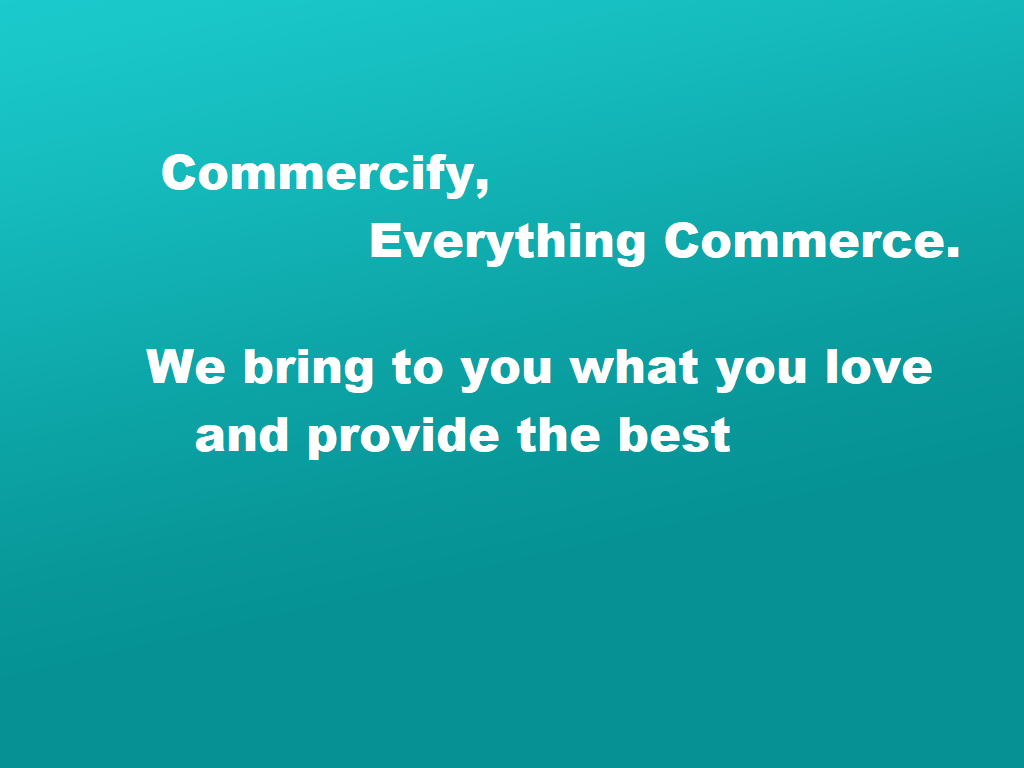 Commercify,
Everything Commerce.
We bring to you what you love
and provide the best